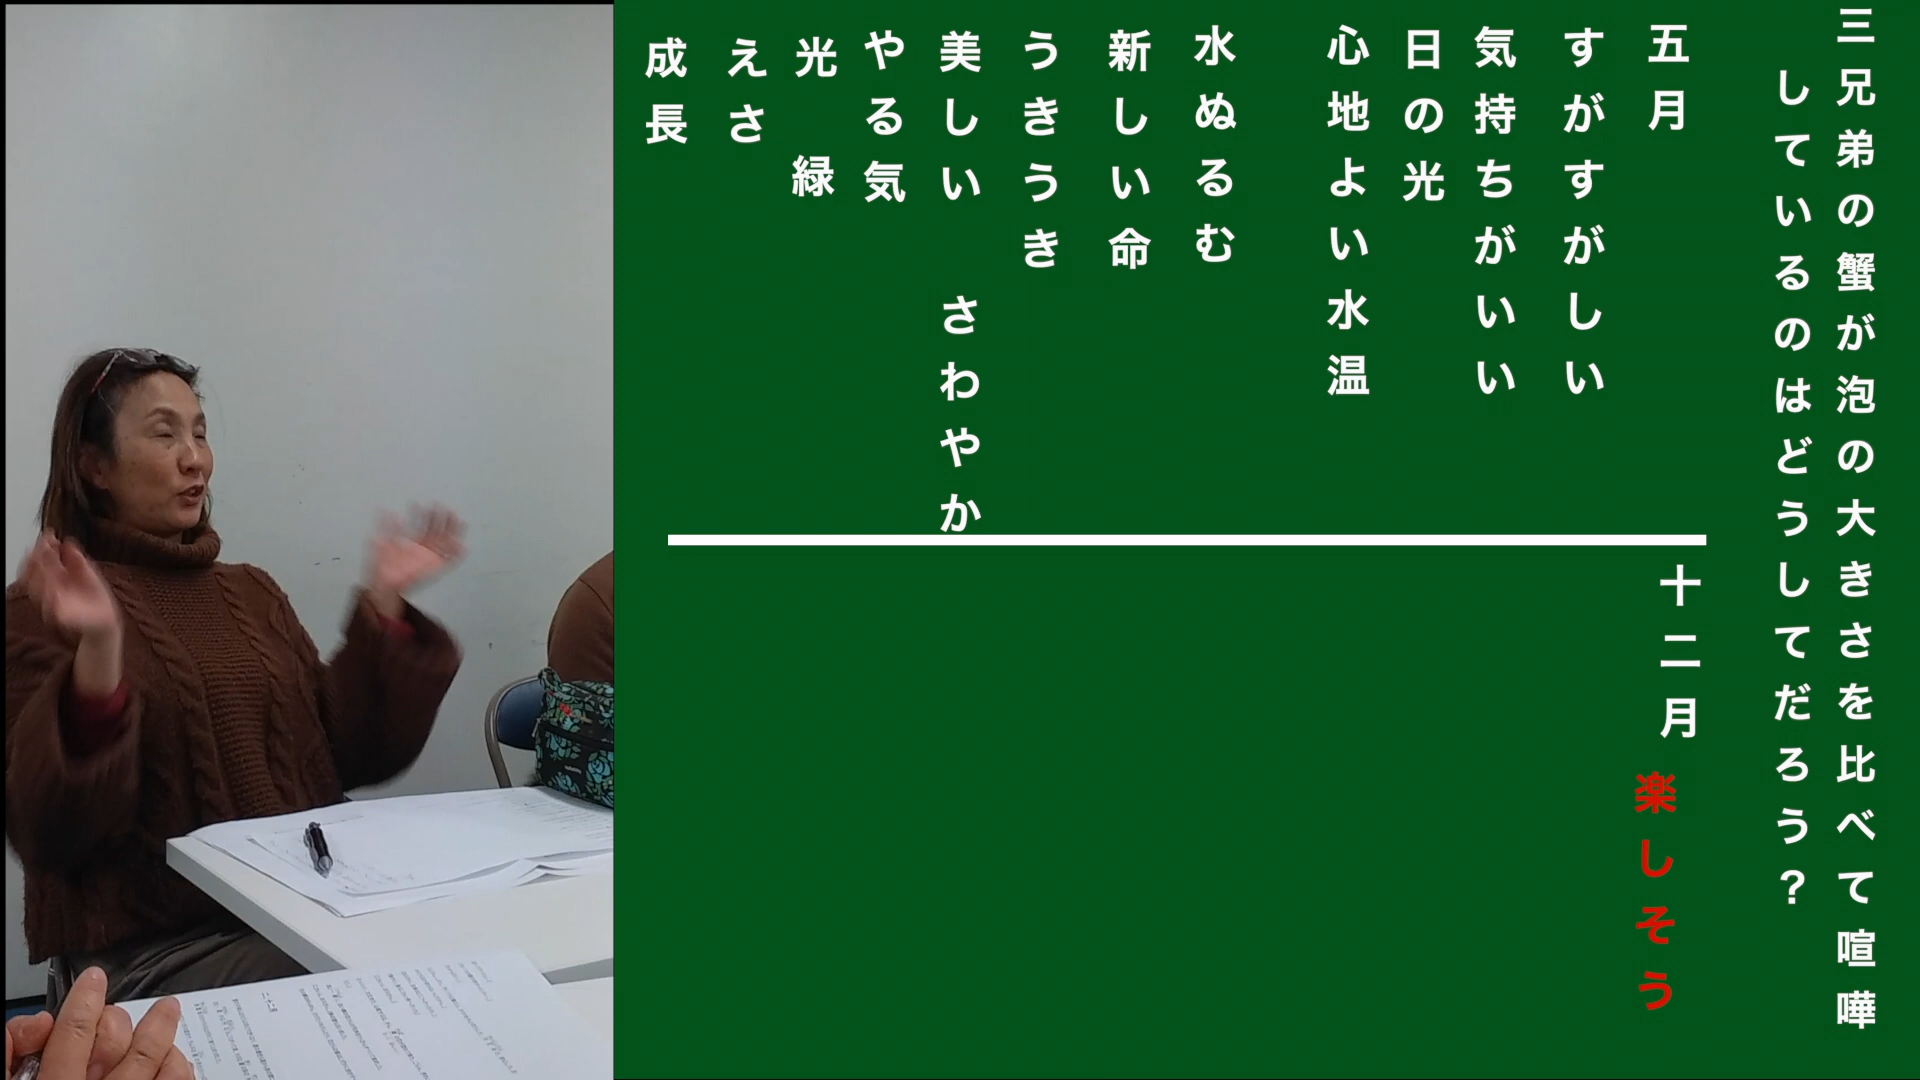 三兄弟の蟹が泡の大きさを比べて喧嘩
しているのはどうしてだろう？
五月
すがすがしい
気持ちがいい
日の光
心地よい水温
水ぬるむ
新しい命
うきうき
美しい　さわやか
やる気
光　緑
えさ
成長
十二月
楽しそう